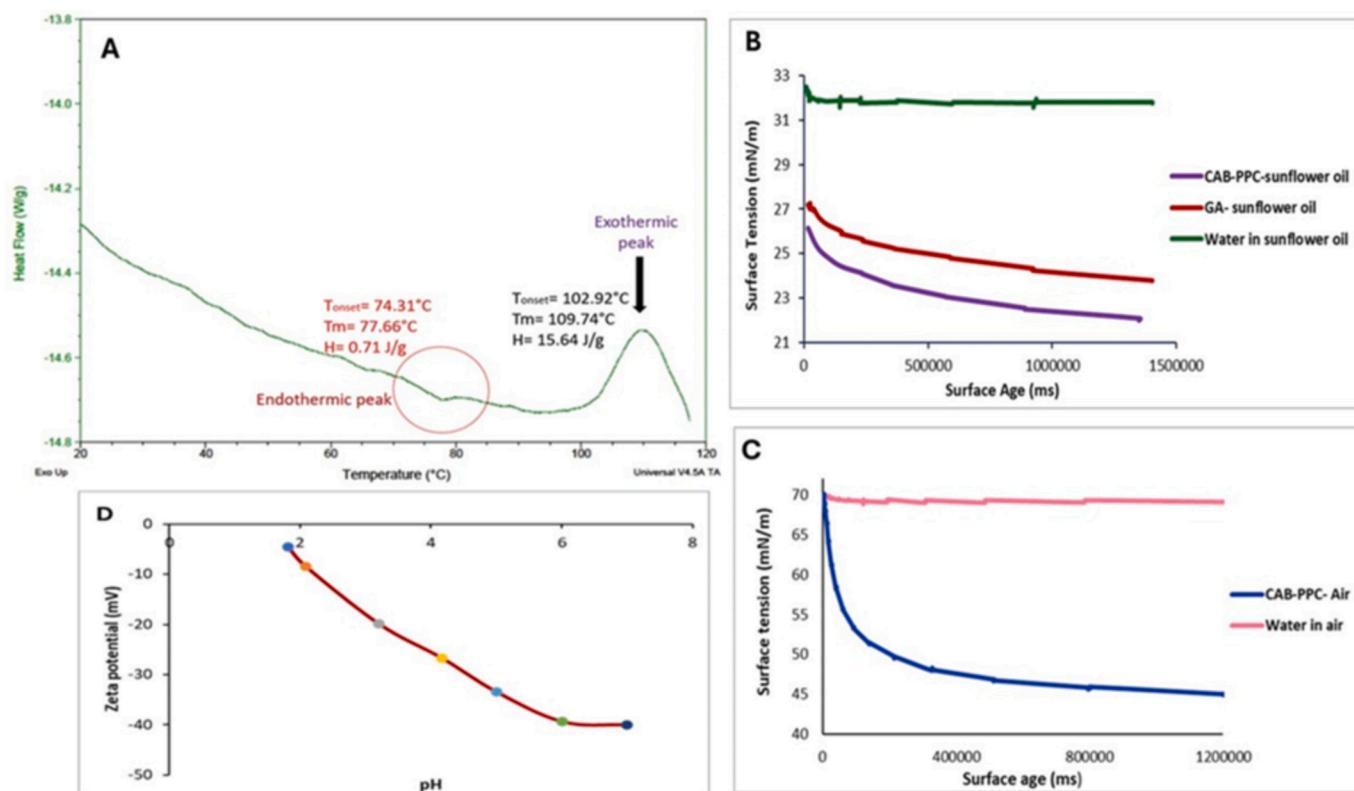 A
-13.8
-14.0
-14.2
-14.4
-14.6
-14.8
Heat Flow (W/g)
Exothermic
peak
Tonset= 74.31°C
Tm= 77.66°C
H= 0.71 J/g
Tonset= 102.92°C
Tm= 109.74°C
H= 15.64 J/g
Endothermic peak
20
40
60
80
100
120
Exo Up
Temperature (°C)
Universal V4.5A TA
B
33
31
29
27
25
23
21
Surface Tension (mN/m)
0
500000
1000000
1500000
Surface Age (ms)
CAB-PPC-sunflower oil
GA- sunflower oil
Water in sunflower oil
C
70
65
60
55
50
45
40
Surface tension (mN/m)
0
400000
800000
1200000
Surface age (ms)
CAB-PPC- Air
Water in air
D
0
-10
-20
-30
-40
-50
Zeta potential (mV)
0
2
4
6
8
pH